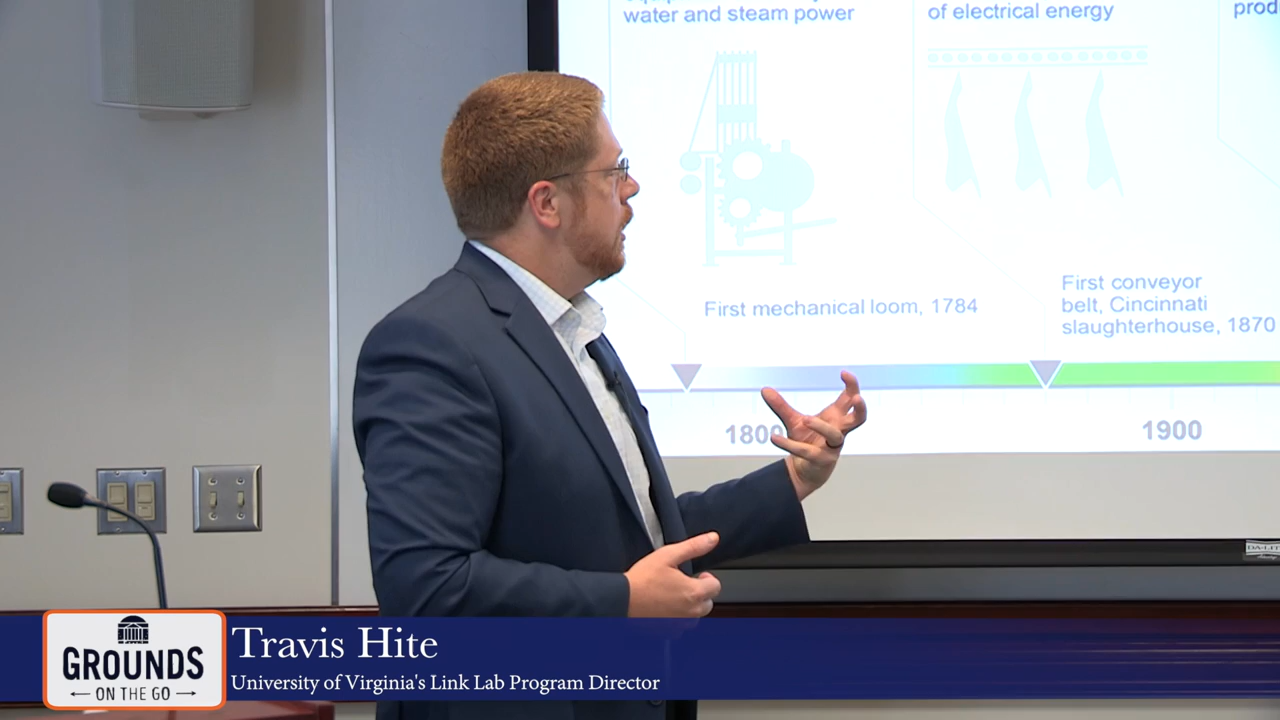 water and steam power
of electrical energy
First mechanical loom, 1784
First conveyor
belt, Cincinnati
slaughterhouse, 1870
1800
1900
GROUNDS
ON THE GO
Travis Hite
University of Virginia's Link Lab Program Director